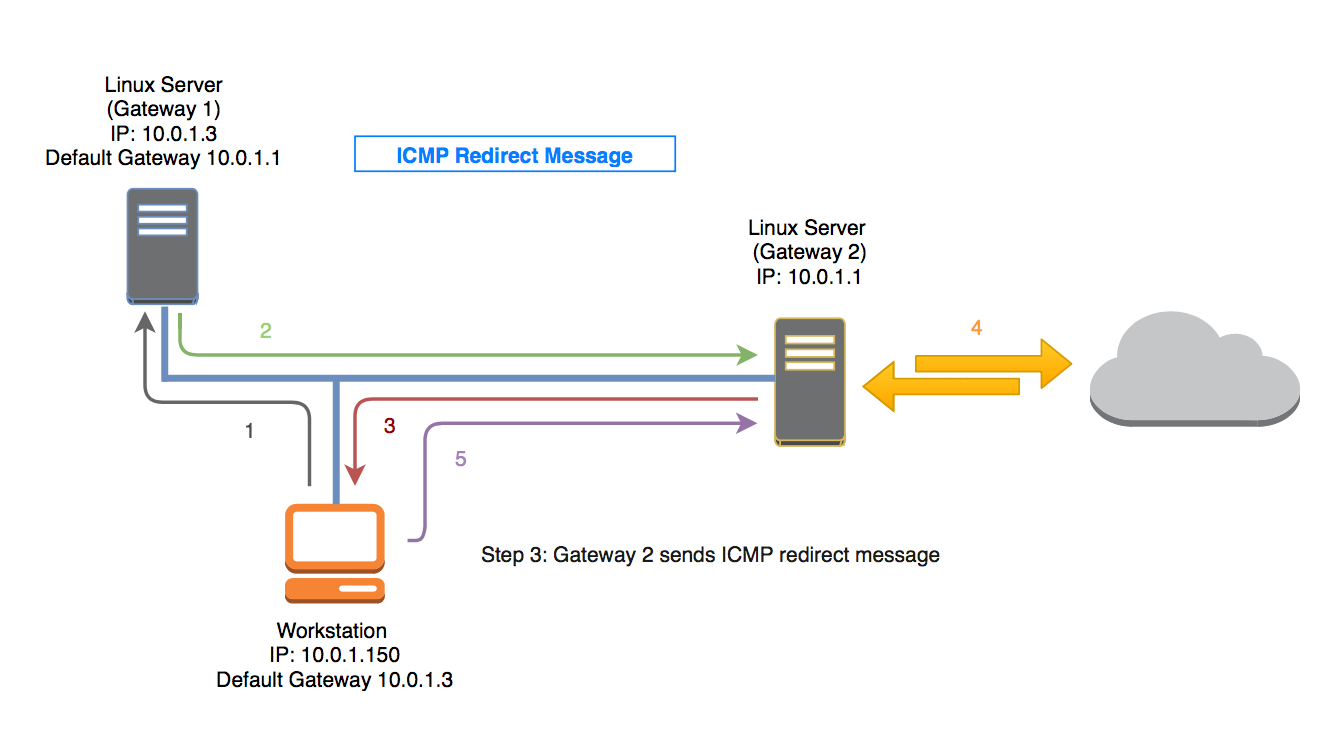 Linux Server
(Gateway 1)
IP: 10.0.1.3
Default Gateway 10.0.1.1
ICMP Redirect Message
Linux Server
(Gateway 2)
IP: 10.0.1.1
2
4
3
1
5
Step 3: Gateway 2 sends ICMP redirect message
Workstation
IP: 10.0.1.150
Default Gateway 10.0.1.3